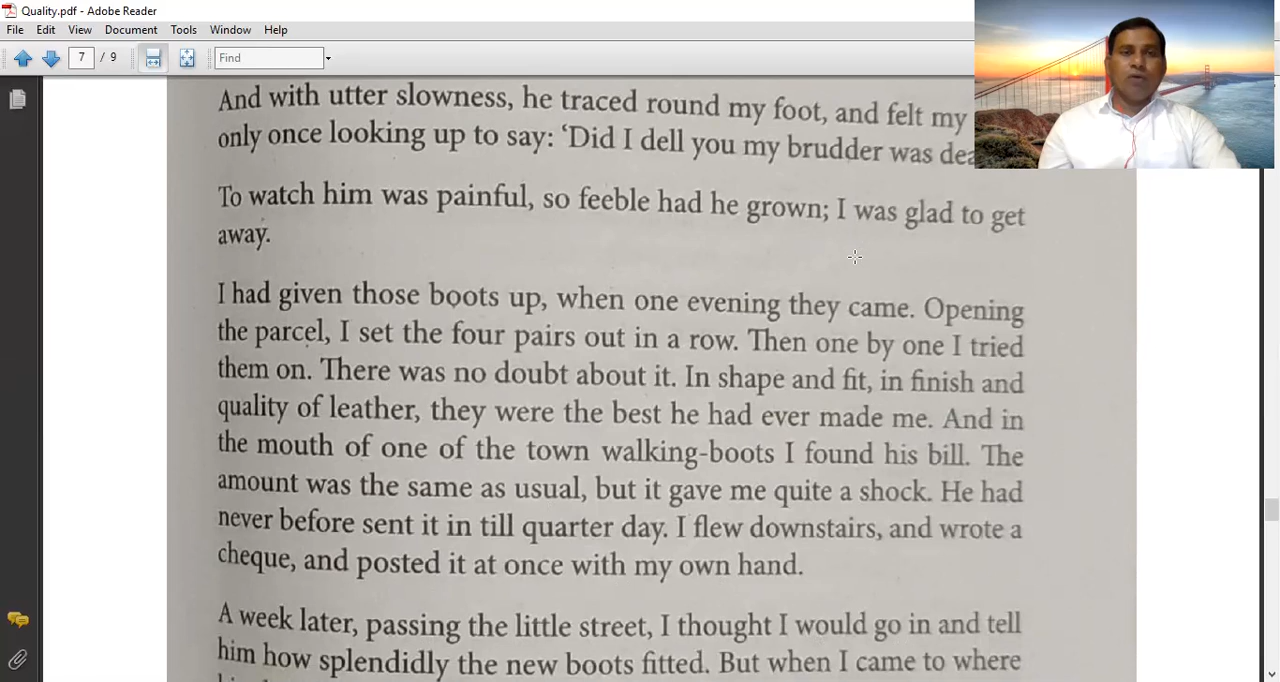 Quality.pdf - Adobe Reader
File Edit View Document Tools Window Help
7 / 9 Find
And with utter slowness, he traced round my foot, and felt my
only once looking up to say: ‘Did I dell you my brudder was
To watch him was painful, so feeble had he grown; I was glad to get
away.
I had given those boots up, when one evening they came. Opening
the parcel, I set the four pairs out in a row. Then one by one I tried
them on. There was no doubt about it. In shape and fit, in finish and
quality of leather, they were the best he had ever made me. And in
the mouth of one of the town walking-boots I found his bill. The
amount was the same as usual, but it gave me quite a shock. He had
never before sent it in till quarter day. I flew downstairs, and wrote a
cheque, and posted it at once with my own hand.
A week later, passing the little street, I thought I would go in and tell
him how splendidly the new boots fitted. But when I came to where